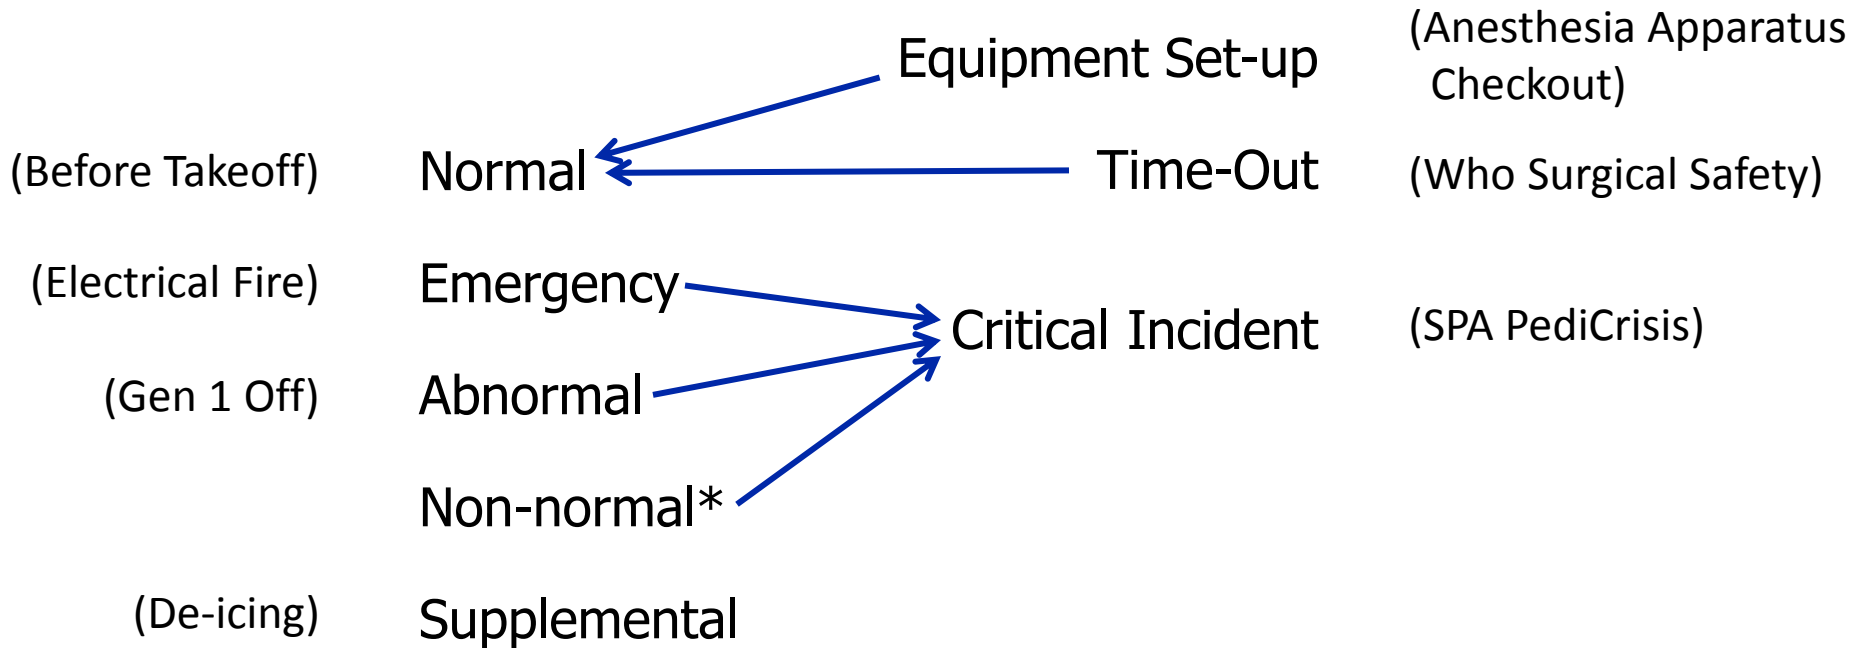 Equipment Set-up (Anesthesia Apparatus
Checkout)
(Before Takeoff) Normal Time-Out (Who Surgical Safety)
(Electrical Fire) Emergency
Critical Incident (SPA PediCrisis)
(Gen 1 Off) Abnormal
Non-normal*
(De-icing) Supplemental